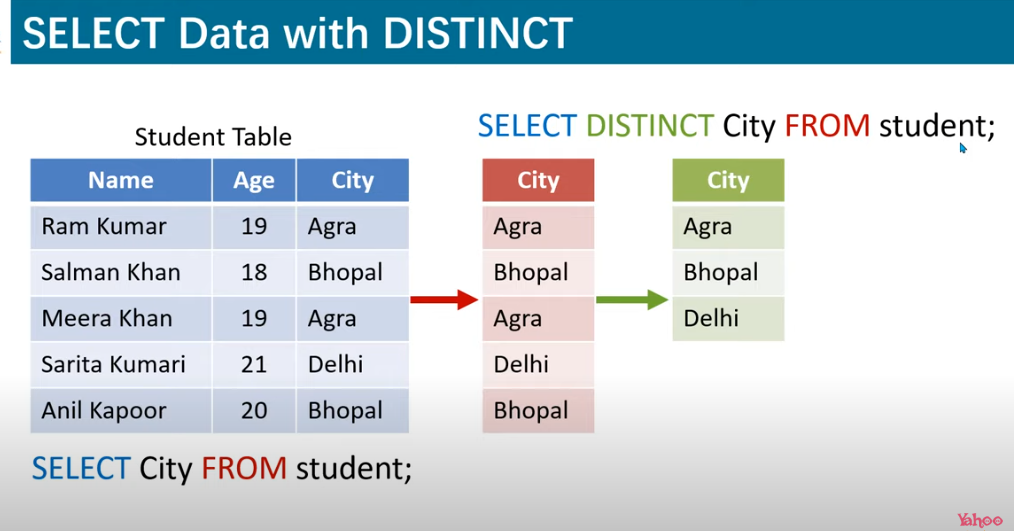 SELECT Data with DISTINCT
SELECT DISTINCT City FROM student;
Student Table
Name Age City
Ram Kumar 19 Agra
Salman Khan 18 Bhopal
Meera Khan 19 Agra
Sarita Kumari 21 Delhi
Anil Kapoor 20 Bhopal
City
Agra
Bhopal
Agra
Delhi
Bhopal
City
Agra
Bhopal
Delhi
SELECT City FROM student;
Yahoo